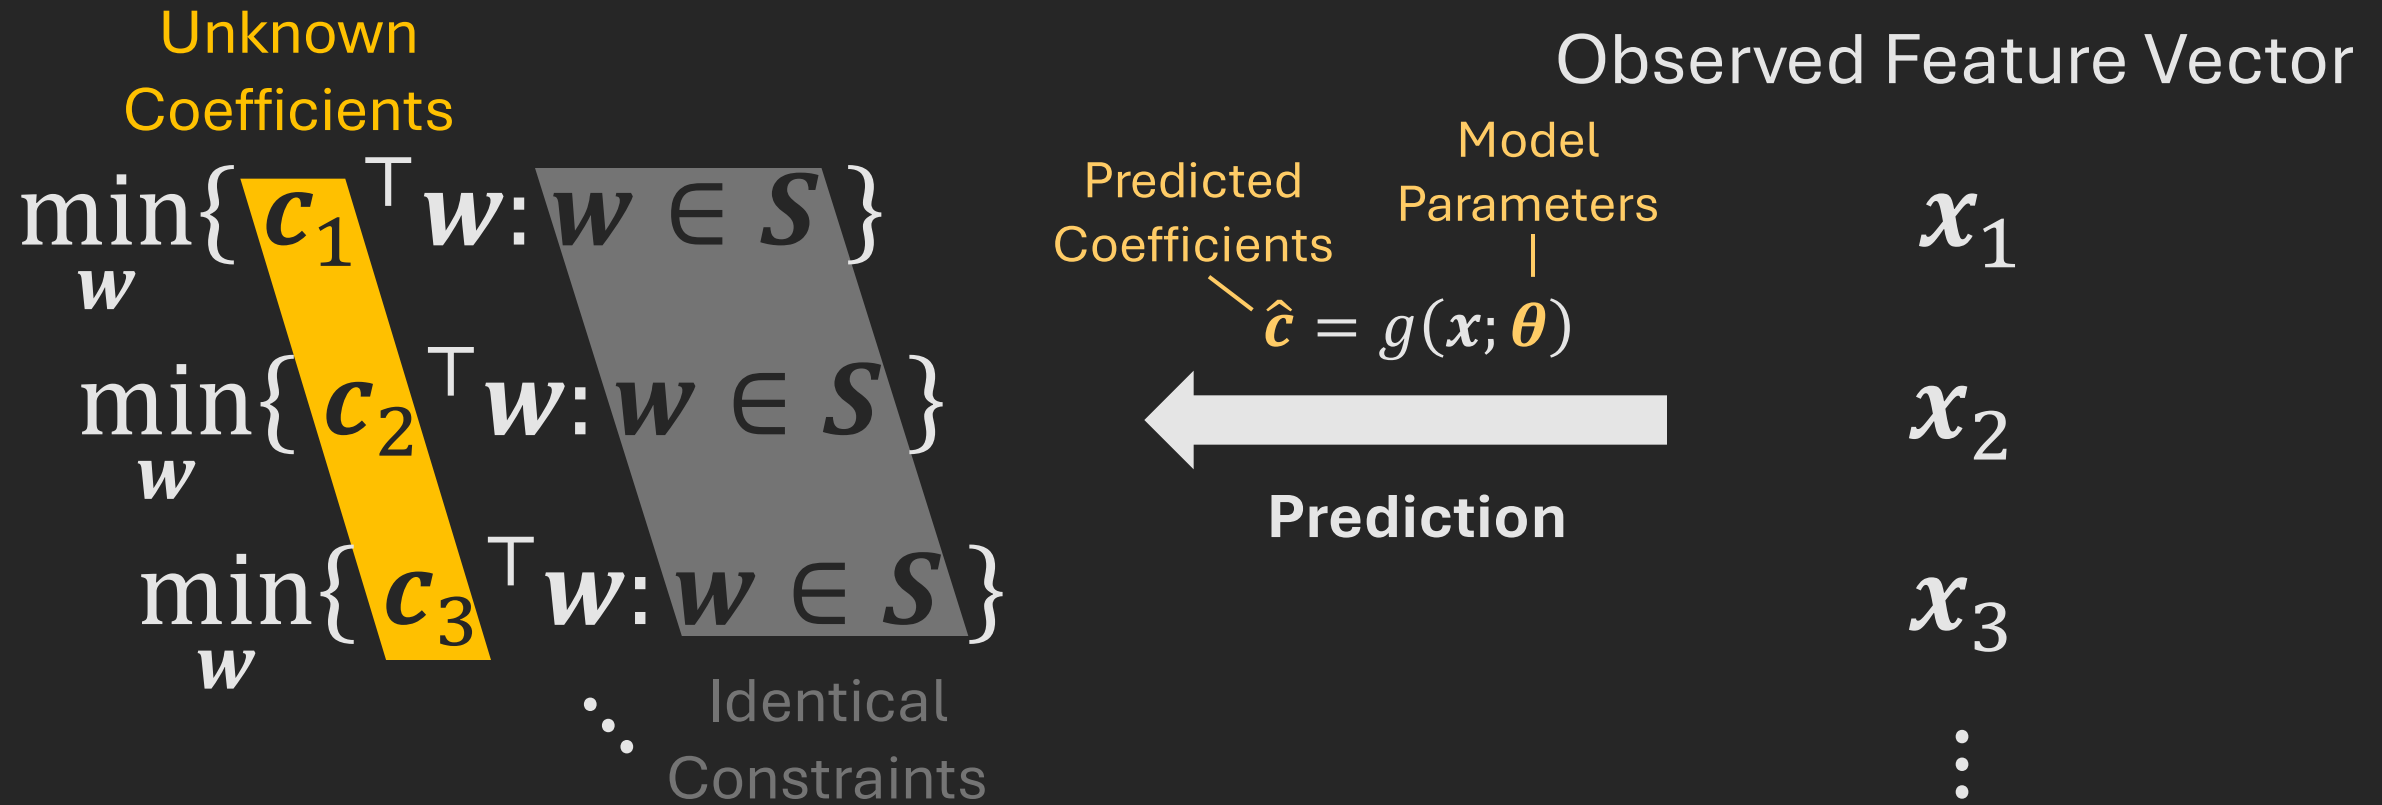 Unknown
Coefficients
min{ c₁ᵀw: w ∈ S }
w
min{ c₂ᵀw: w ∈ S }
w
min{ c₃ᵀw: w ∈ S }
w
⋱
Identical
Constraints
Predicted
Coefficients
Model
Parameters
ĉ = g(x; θ)
Prediction
Observed Feature Vector
x₁
x₂
x₃
⋮